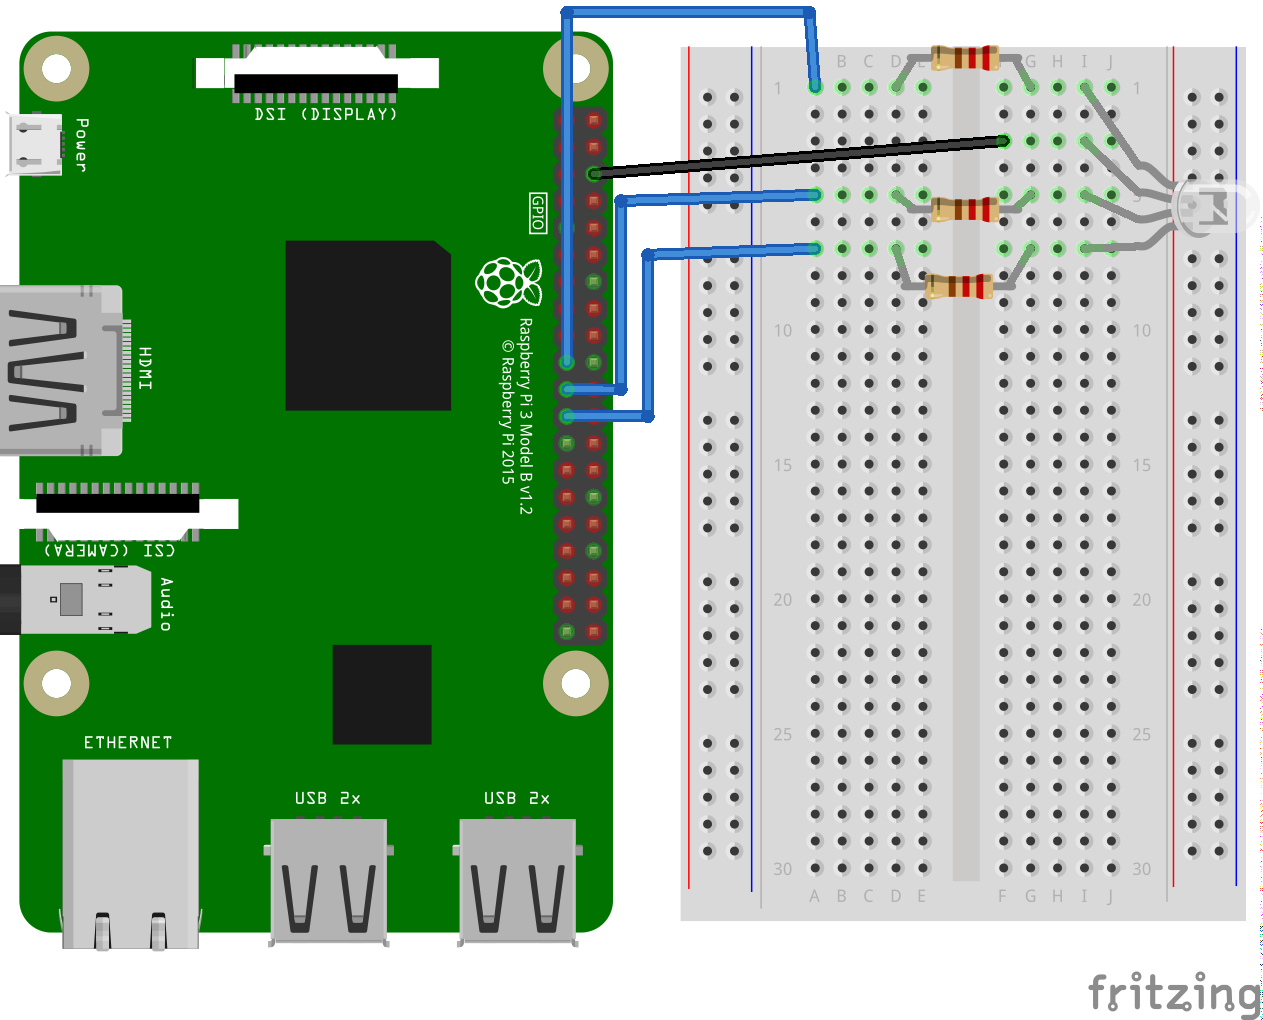 DSI (DISPLAY)
Power
GPIO
HDMI
Raspberry Pi 3 Model B v1.2
© Raspberry Pi 2015
CSI (CAMERA)
Audio
ETHERNET
USB 2x
USB 2x
B C D E G H I J
1 1
5
10 10
15 15
20 20
25 25
30 30
A B C D E F G H I J
fritzing